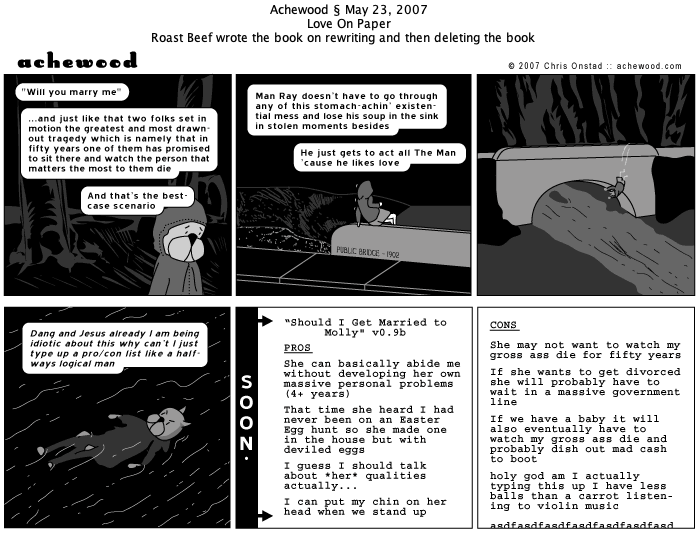 Achewood § May 23, 2007
Love On Paper
Roast Beef wrote the book on rewriting and then deleting the book
achewood
© 2007 Chris Onstad :: achewood.com
"Will you marry me"
...and just like that two folks set in
motion the greatest and most drawn-
out tragedy which is namely that in
fifty years one of them has promised
to sit there and watch the person that
matters the most to them die
And that's the best-
case scenario
Man Ray doesn't have to go through
any of this stomach-achin' existen-
tial mess and lose his soup in the sink
in stolen moments besides
He just gets to act all The Man
'cause he likes love
PUBLIC BRIDGE - 1902
Dang and Jesus already I am being
idiotic about this why can't I just
type up a pro/con list like a half-
ways logical man
SOON.
"Should I Get Married to
Molly" v0.9b
PROS
She can basically abide me
without developing her own
massive personal problems
(4+ years)
That time she heard I had
never been on an Easter
Egg hunt so she made one
in the house but with
deviled eggs
I guess I should talk
about *her* qualities
actually...
I can put my chin on her
head when we stand up
CONS
She may not want to watch my
gross ass die for fifty years
If she wants to get divorced
she will probably have to
wait in a massive government
line
If we have a baby it will
also eventually have to
watch my gross ass die and
probably dish out mad cash
to boot
holy god am I actually
typing this up I have less
balls than a carrot listen-
ing to violin music
asdfasdfasdfasdfasdfasdfasd